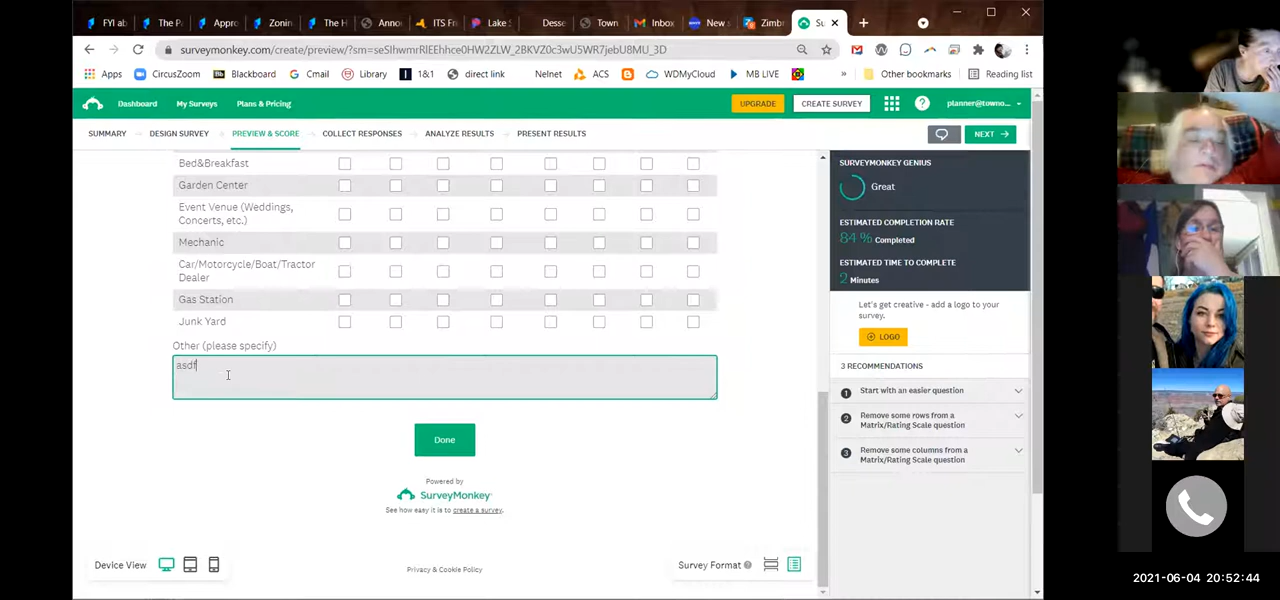 FYI ab
The P
Appro
Zonin
The H
Anno
ITS Fr
Lake S
Desse
Town
Inbox
New s
Zimb
Su
surveymonkey.com/create/preview/?sm=seSIhwmrRlEEhhce0HW2ZLW_2BKVZ0c3wU5WR7jebU8MU_3D
Apps CircusZoom Blackboard Gmail Library 1&1 direct link Nelnet ACS WDMyCloud MB LIVE » Other bookmarks Reading list
Dashboard My Surveys Plans & Pricing UPGRADE CREATE SURVEY planner@towno...
SUMMARY DESIGN SURVEY PREVIEW & SCORE COLLECT RESPONSES ANALYZE RESULTS PRESENT RESULTS NEXT →
Bed&Breakfast
Garden Center
Event Venue (Weddings,
Concerts, etc.)
Mechanic
Car/Motorcycle/Boat/Tractor
Dealer
Gas Station
Junk Yard
Other (please specify)
asdf
Done
Powered by
SurveyMonkey
See how easy it is to create a survey.
Device View
Privacy & Cookie Policy
Survey Format
SURVEYMONKEY GENIUS
Great
ESTIMATED COMPLETION RATE
84 % Completed
ESTIMATED TIME TO COMPLETE
2 Minutes
Let's get creative - add a logo to your
survey.
LOGO
3 RECOMMENDATIONS
1 Start with an easier question
2 Remove some rows from a
Matrix/Rating Scale question
3 Remove some columns from a
Matrix/Rating Scale question
2021-06-04 20:52:44